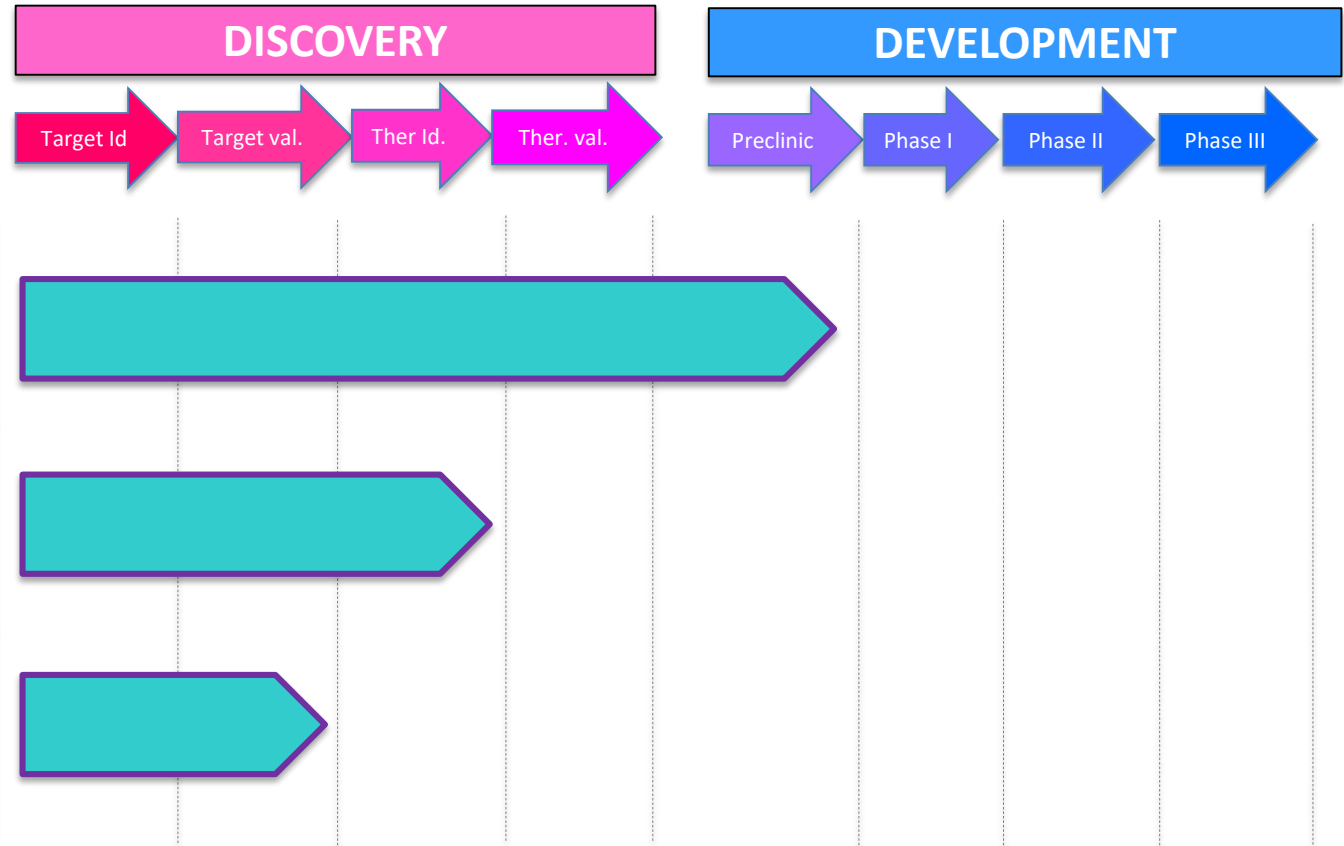 DISCOVERY
DEVELOPMENT
Target Id
Target val.
Ther Id.
Ther. val.
Preclinic
Phase I
Phase II
Phase III